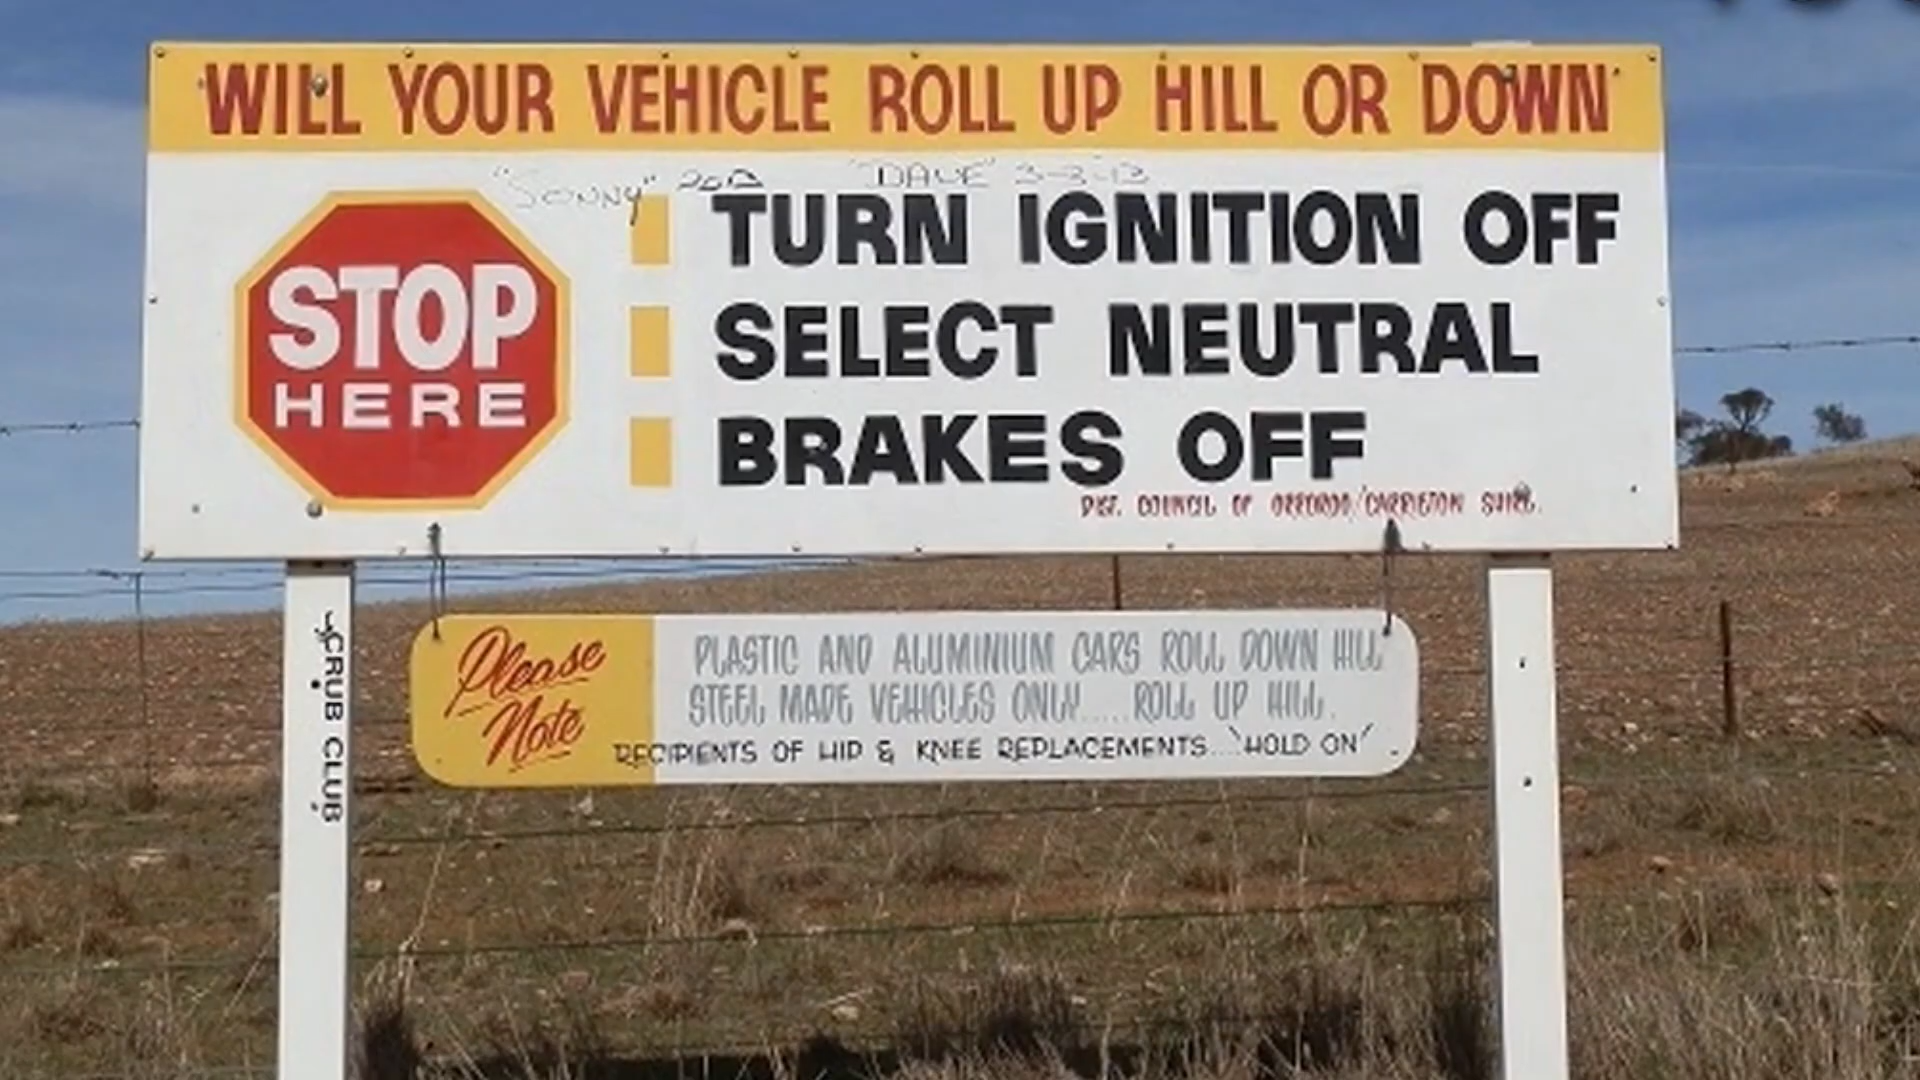 WILL YOUR VEHICLE ROLL UP HILL OR DOWN
"SONNY" "DAVE" 3-3-13
STOP
HERE
TURN IGNITION OFF
SELECT NEUTRAL
BRAKES OFF
DIST. COUNCIL OF ORROROO/CARRIETON SHIRE.
Please
Note
PLASTIC AND ALUMINIUM CARS ROLL DOWN HILL
STEEL MADE VEHICLES ONLY.....ROLL UP HILL.
RECIPIENTS OF HIP & KNEE REPLACEMENTS...'HOLD ON'.
CRUB CLUB